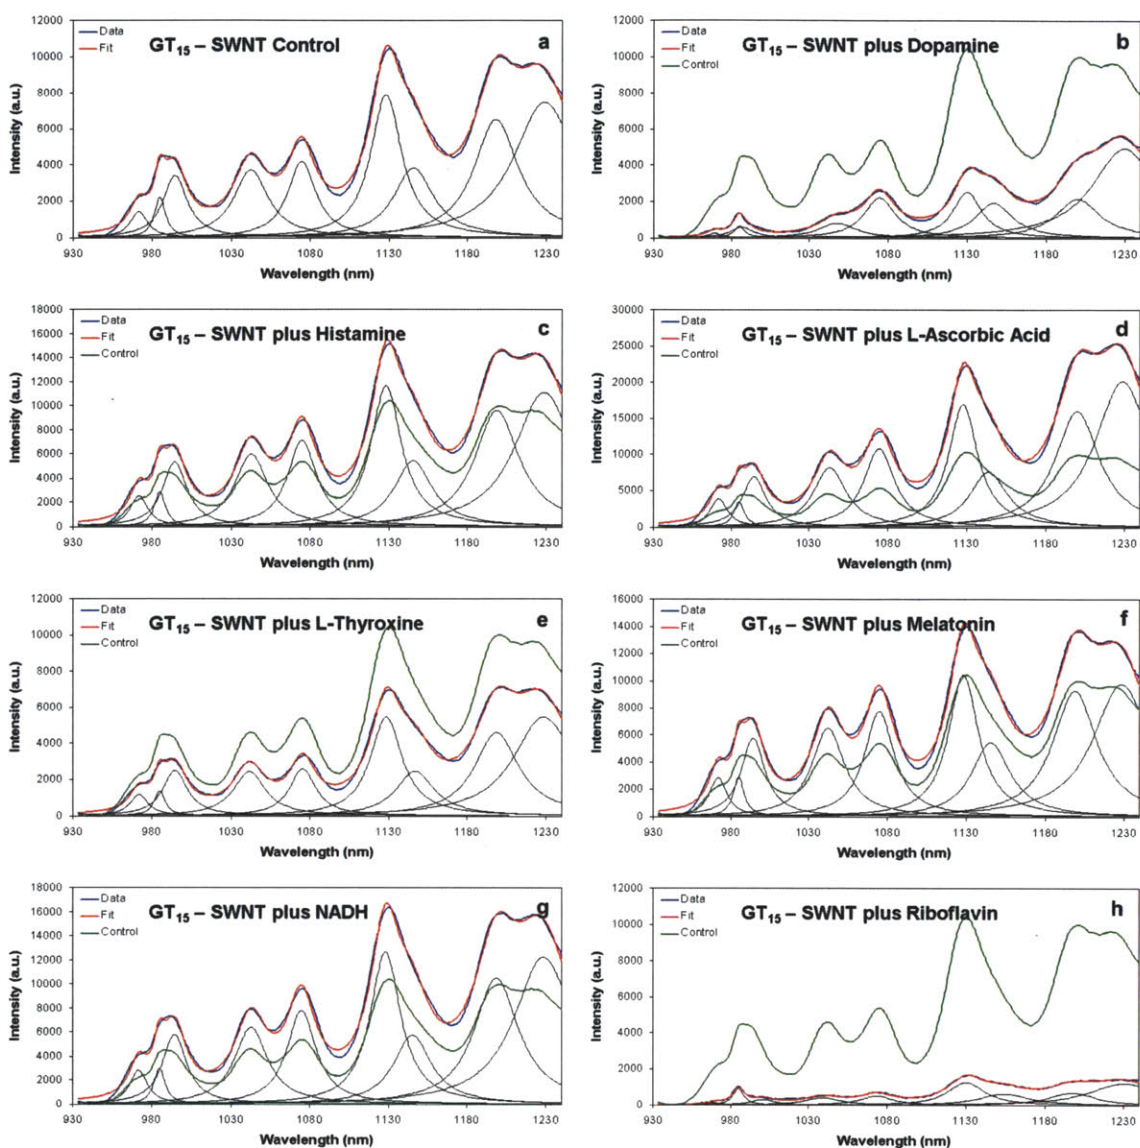 GT15 – SWNT Control
a
Data
Fit
12000
10000
8000
6000
4000
2000
0
930 980 1030 1080 1130 1180 1230
Intensity (a.u.)
Wavelength (nm)
GT15 – SWNT plus Dopamine
b
Data
Fit
Control
12000
10000
8000
6000
4000
2000
0
930 980 1030 1080 1130 1180 1230
Intensity (a.u.)
Wavelength (nm)
GT15 – SWNT plus Histamine
c
Data
Fit
Control
18000
16000
14000
12000
10000
8000
6000
4000
2000
0
930 980 1030 1080 1130 1180 1230
Intensity (a.u.)
Wavelength (nm)
GT15 – SWNT plus L-Ascorbic Acid
d
Data
Fit
Control
30000
25000
20000
15000
10000
5000
0
930 980 1030 1080 1130 1180 1230
Intensity (a.u.)
Wavelength (nm)
GT15 – SWNT plus L-Thyroxine
e
Data
Fit
Control
12000
10000
8000
6000
4000
2000
0
930 980 1030 1080 1130 1180 1230
Intensity (a.u.)
Wavelength (nm)
GT15 – SWNT plus Melatonin
f
Data
Fit
Control
16000
14000
12000
10000
8000
6000
4000
2000
0
930 980 1030 1080 1130 1180 1230
Intensity (a.u.)
Wavelength (nm)
GT15 – SWNT plus NADH
g
Data
Fit
Control
18000
16000
14000
12000
10000
8000
6000
4000
2000
0
930 980 1030 1080 1130 1180 1230
Intensity (a.u.)
Wavelength (nm)
GT15 – SWNT plus Riboflavin
h
Data
Fit
Control
12000
10000
8000
6000
4000
2000
0
930 980 1030 1080 1130 1180 1230
Intensity (a.u.)
Wavelength (nm)